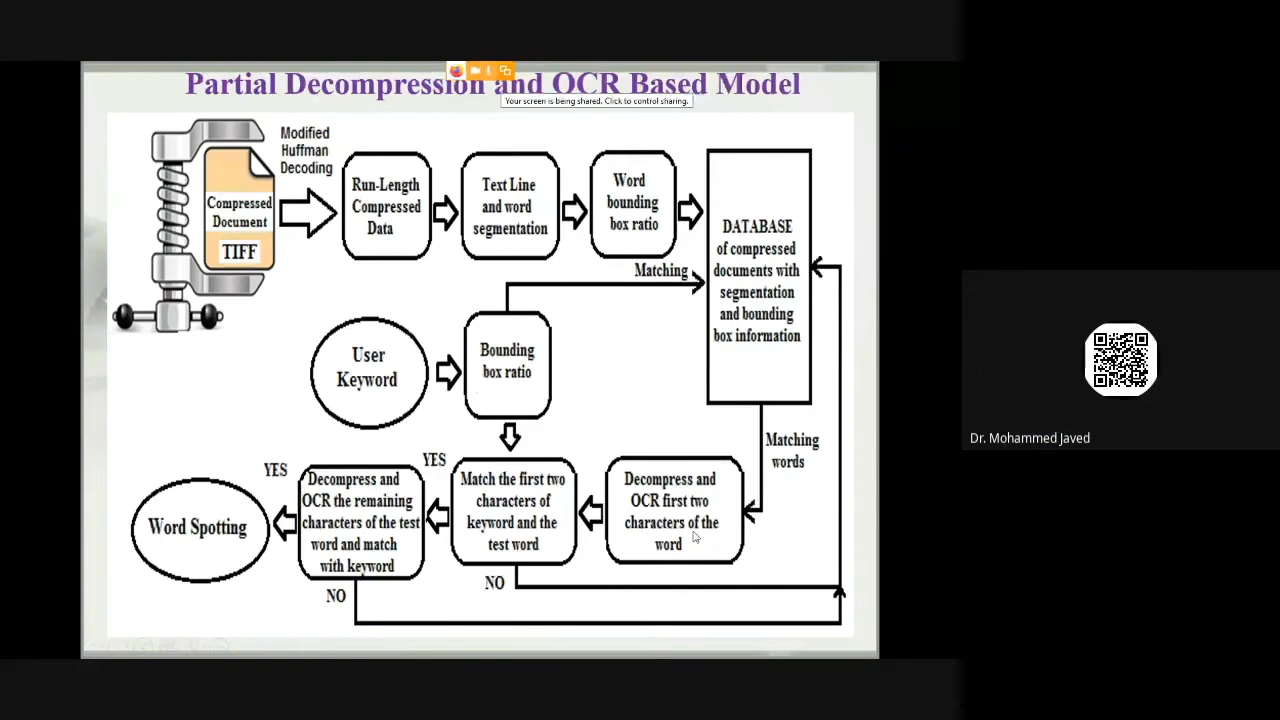 Partial Decompression and OCR Based Model
Your screen is being shared. Click to control sharing.
Modified
Huffman
Decoding
Compressed
Document
TIFF
Run-Length
Compressed
Data
Text Line
and word
segmentation
Word
bounding
box ratio
DATABASE
of compressed
documents with
segmentation
and bounding
box information
Matching
User
Keyword
Bounding
box ratio
Matching
words
Decompress and
OCR first two
characters of the
word
Match the first two
characters of
keyword and the
test word
YES
NO
Decompress and
OCR the remaining
characters of the test
word and match
with keyword
YES
NO
Word Spotting
Dr. Mohammed Javed